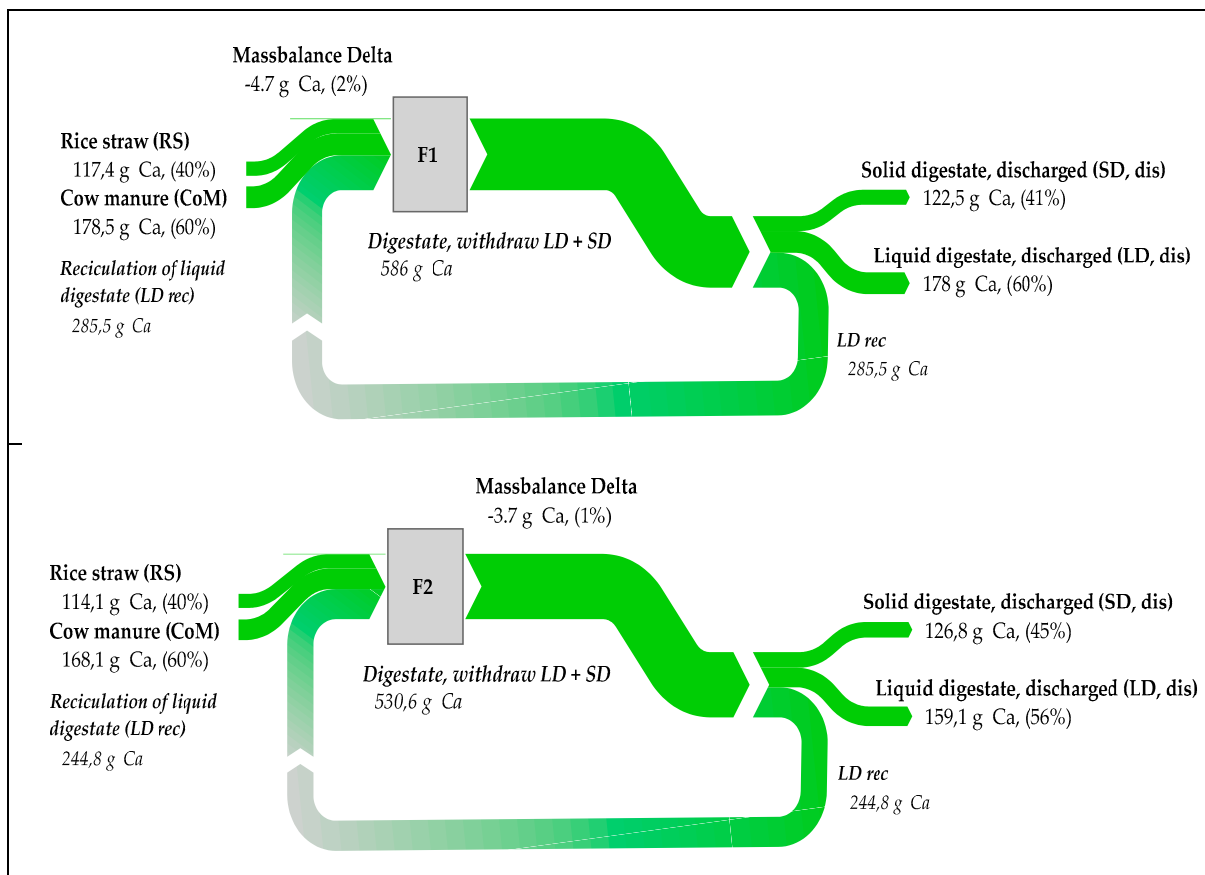 Massbalance Delta
-4.7 g Ca, (2%)
Rice straw (RS)
117,4 g Ca, (40%)
Cow manure (CoM)
178,5 g Ca, (60%)
Reciculation of liquid
digestate (LD rec)
285,5 g Ca
F1
Digestate, withdraw LD + SD
586 g Ca
Solid digestate, discharged (SD, dis)
122,5 g Ca, (41%)
Liquid digestate, discharged (LD, dis)
178 g Ca, (60%)
LD rec
285,5 g Ca
Massbalance Delta
-3.7 g Ca, (1%)
Rice straw (RS)
114,1 g Ca, (40%)
Cow manure (CoM)
168,1 g Ca, (60%)
Reciculation of liquid
digestate (LD rec)
244,8 g Ca
F2
Digestate, withdraw LD + SD
530,6 g Ca
Solid digestate, discharged (SD, dis)
126,8 g Ca, (45%)
Liquid digestate, discharged (LD, dis)
159,1 g Ca, (56%)
LD rec
244,8 g Ca